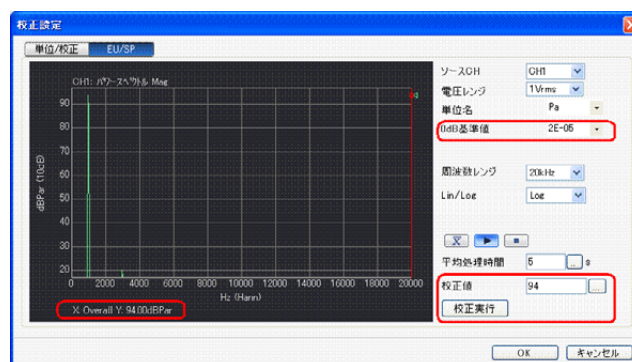 校正設定
単位/校正 EU/SP
CH1: パワースペクトル Mag
dBPar (10dB)
90
80
70
60
50
40
30
20
0 2000 4000 6000 8000 10000 12000 14000 16000 18000 20000
Hz (Hann)
X: Overall Y: 94.00dBPar
ソースCH CH1
電圧レンジ 1Vrms
単位名 Pa
0dB基準値 2E-05
周波数レンジ 20kHz
Lin/Log Log
平均処理時間 5 ... s
校正値 94 ...
校正実行
OK キャンセル